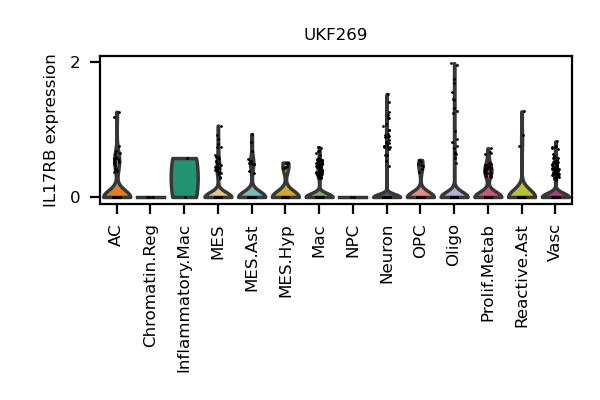 UKF269
IL17RB expression
2
0
AC
Chromatin.Reg
Inflammatory.Mac
MES
MES.Ast
MES.Hyp
Mac
NPC
Neuron
OPC
Oligo
Prolif.Metab
Reactive.Ast
Vasc